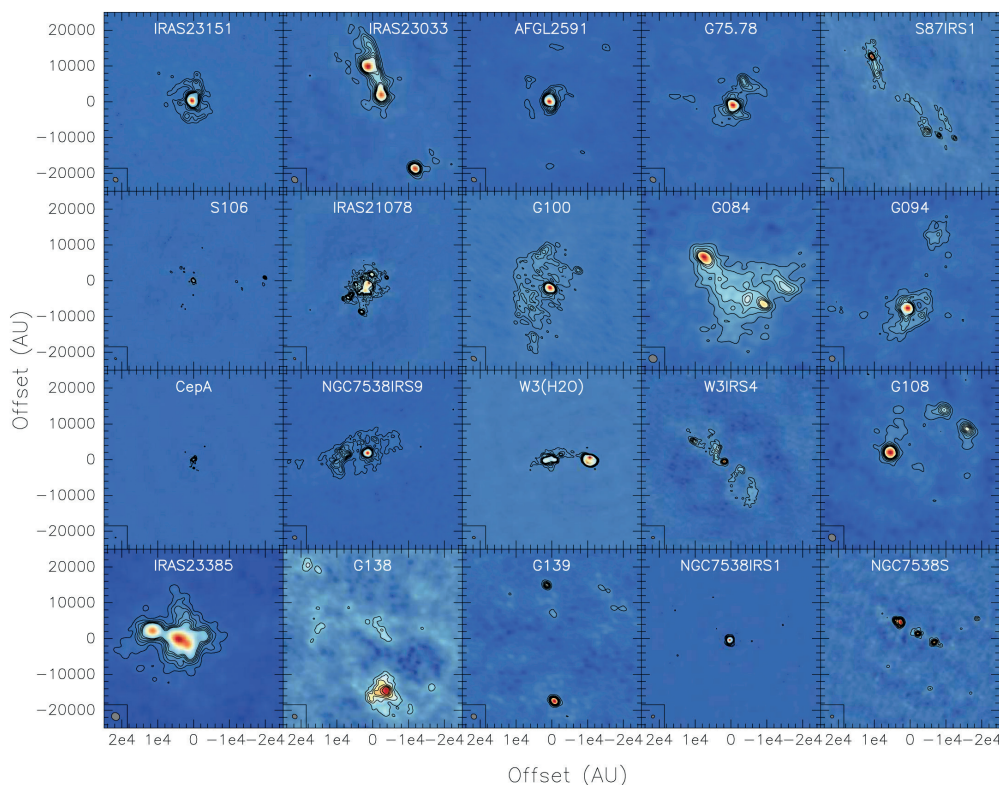 IRAS23151 IRAS23033 AFGL2591 G75.78 S87IRS1
20000
10000
0
−10000
−20000
S106 IRAS21078 G100 G084 G094
20000
10000
0
−10000
−20000
CepA NGC7538IRS9 W3(H2O) W3IRS4 G108
20000
10000
0
−10000
−20000
IRAS23385 G138 G139 NGC7538IRS1 NGC7538S
20000
10000
0
−10000
−20000
2e4 1e4 0 −1e4 −2e4 2e4 1e4 0 −1e4 −2e4 2e4 1e4 0 −1e4 −2e4 2e4 1e4 0 −1e4 −2e4 2e4 1e4 0 −1e4 −2e4
Offset (AU)
Offset (AU)